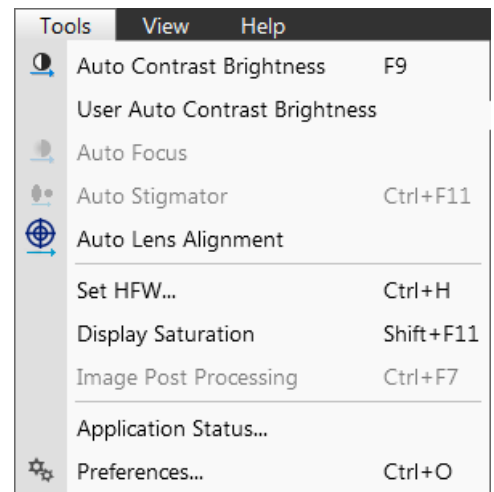 Tools View Help
Auto Contrast Brightness F9
User Auto Contrast Brightness
Auto Focus
Auto Stigmator Ctrl+F11
Auto Lens Alignment
Set HFW... Ctrl+H
Display Saturation Shift+F11
Image Post Processing Ctrl+F7
Application Status...
Preferences... Ctrl+O